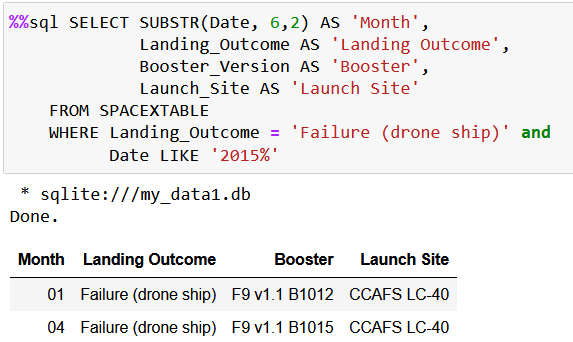 %%sql SELECT SUBSTR(Date, 6,2) AS 'Month',
Landing_Outcome AS 'Landing Outcome',
Booster_Version AS 'Booster',
Launch_Site AS 'Launch Site'
FROM SPACEXTABLE
WHERE Landing_Outcome = 'Failure (drone ship)' and
Date LIKE '2015%'
* sqlite:///my_data1.db
Done.
Month Landing Outcome Booster Launch Site
01 Failure (drone ship) F9 v1.1 B1012 CCAFS LC-40
04 Failure (drone ship) F9 v1.1 B1015 CCAFS LC-40